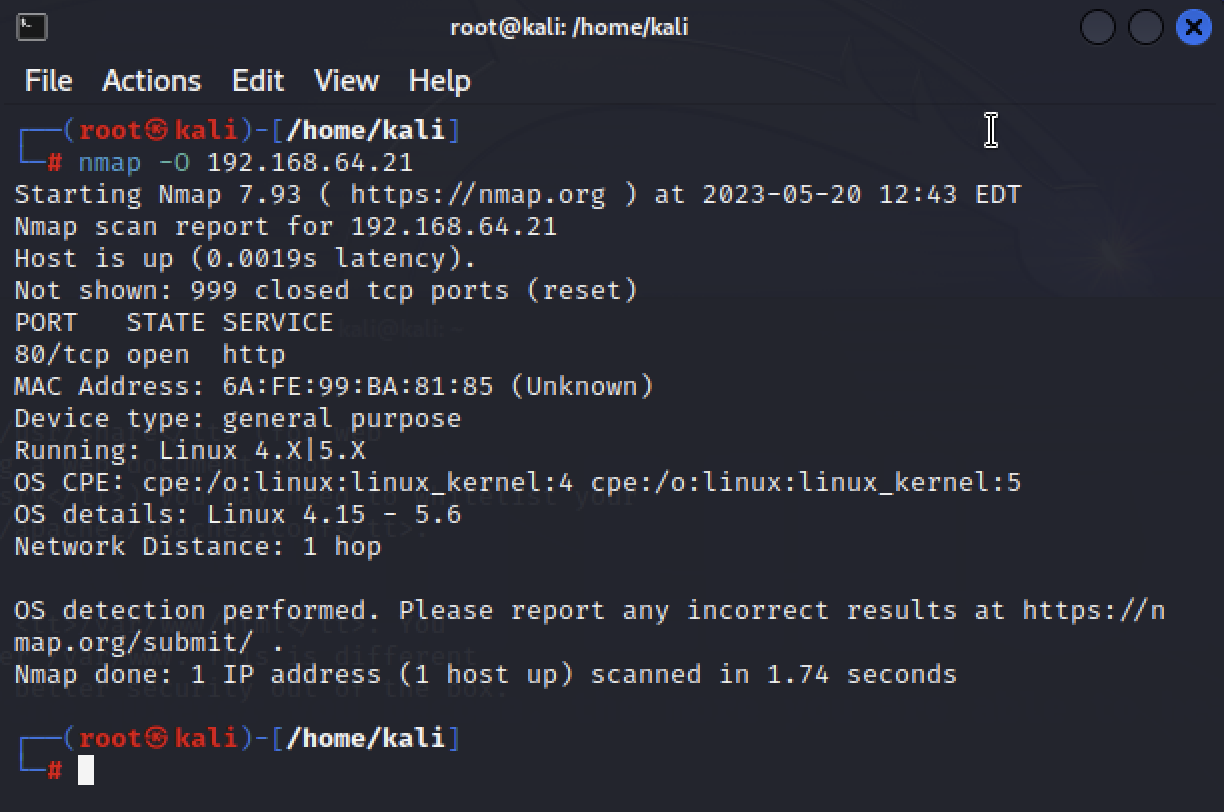 root@kali: /home/kali
File Actions Edit View Help
┌──(root㉿kali)-[/home/kali]
└─# nmap -O 192.168.64.21
Starting Nmap 7.93 ( https://nmap.org ) at 2023-05-20 12:43 EDT
Nmap scan report for 192.168.64.21
Host is up (0.0019s latency).
Not shown: 999 closed tcp ports (reset)
PORT   STATE SERVICE
80/tcp open  http
MAC Address: 6A:FE:99:BA:81:85 (Unknown)
Device type: general purpose
Running: Linux 4.X|5.X
OS CPE: cpe:/o:linux:linux_kernel:4 cpe:/o:linux:linux_kernel:5
OS details: Linux 4.15 - 5.6
Network Distance: 1 hop
OS detection performed. Please report any incorrect results at https://n
map.org/submit/ .
Nmap done: 1 IP address (1 host up) scanned in 1.74 seconds
┌──(root㉿kali)-[/home/kali]
└─#